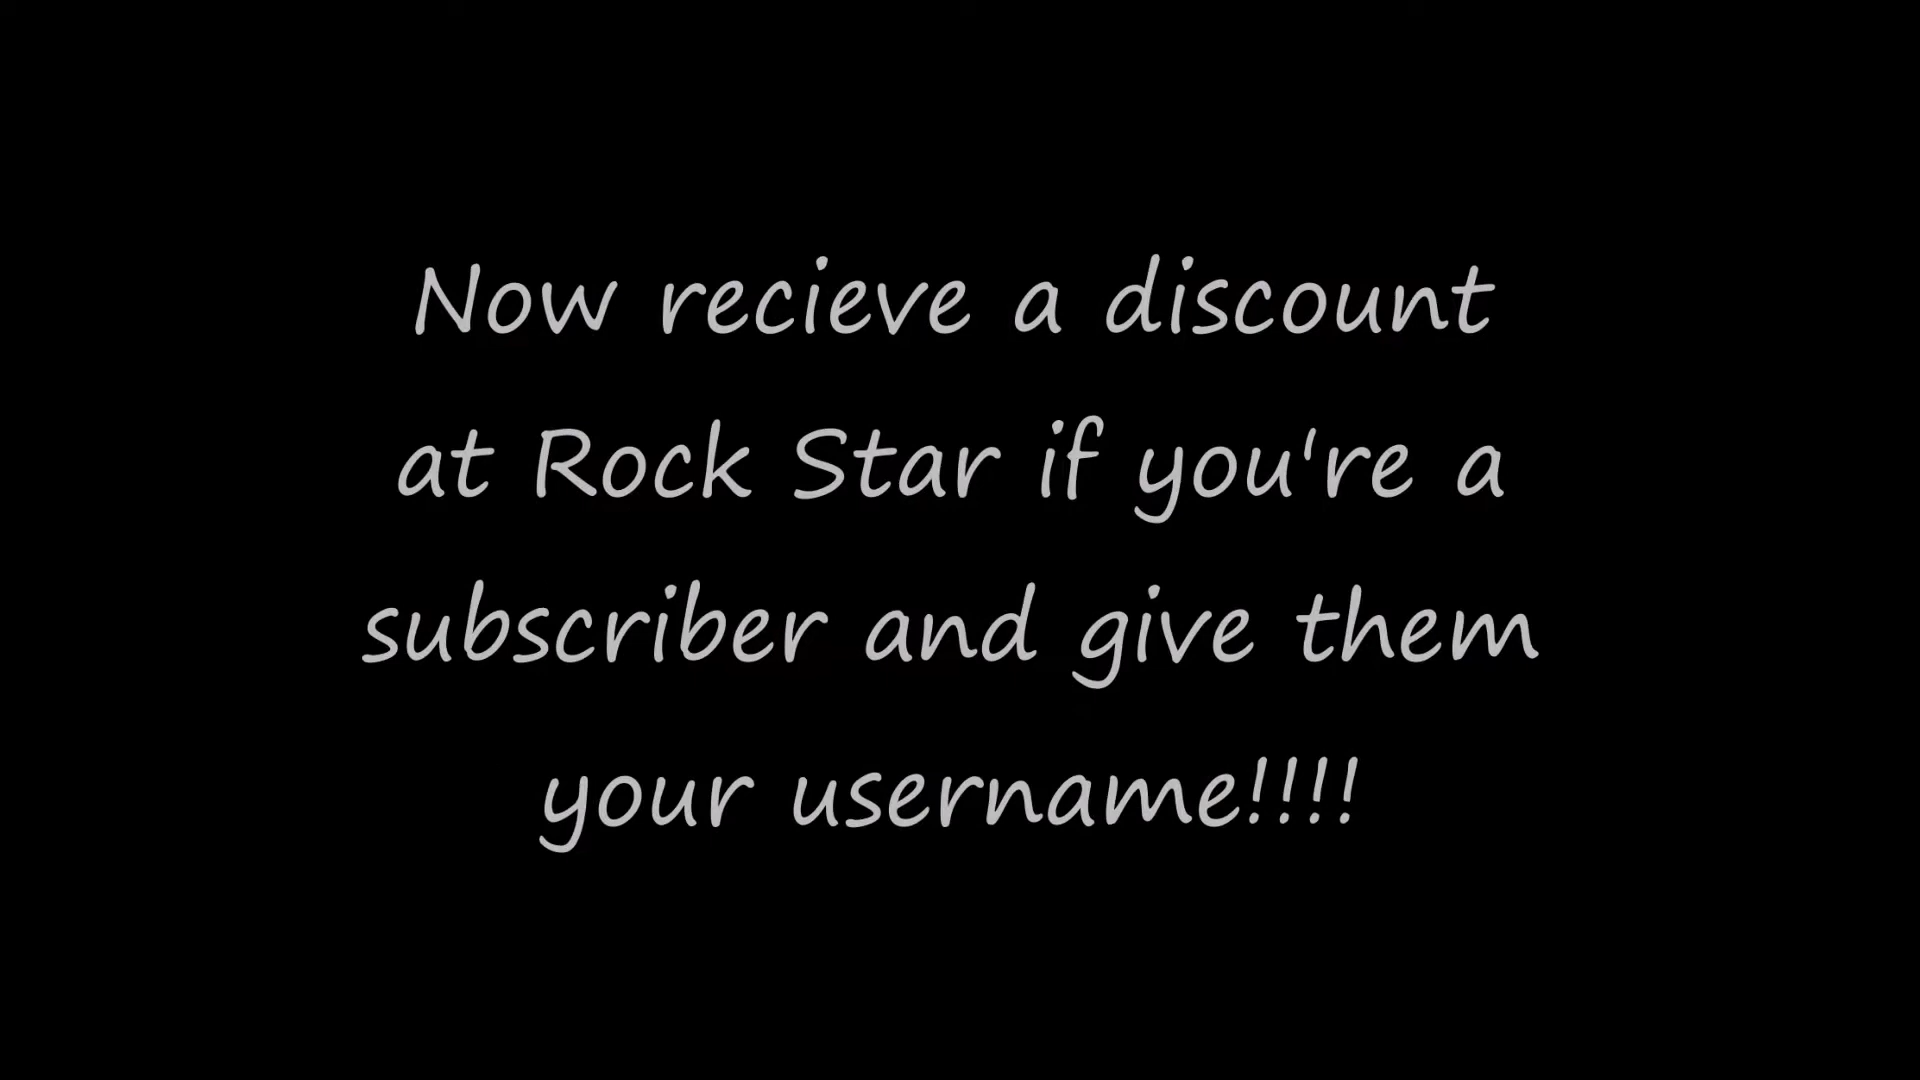 Now recieve a discount
at Rock Star if you're a
subscriber and give them
your username!!!!